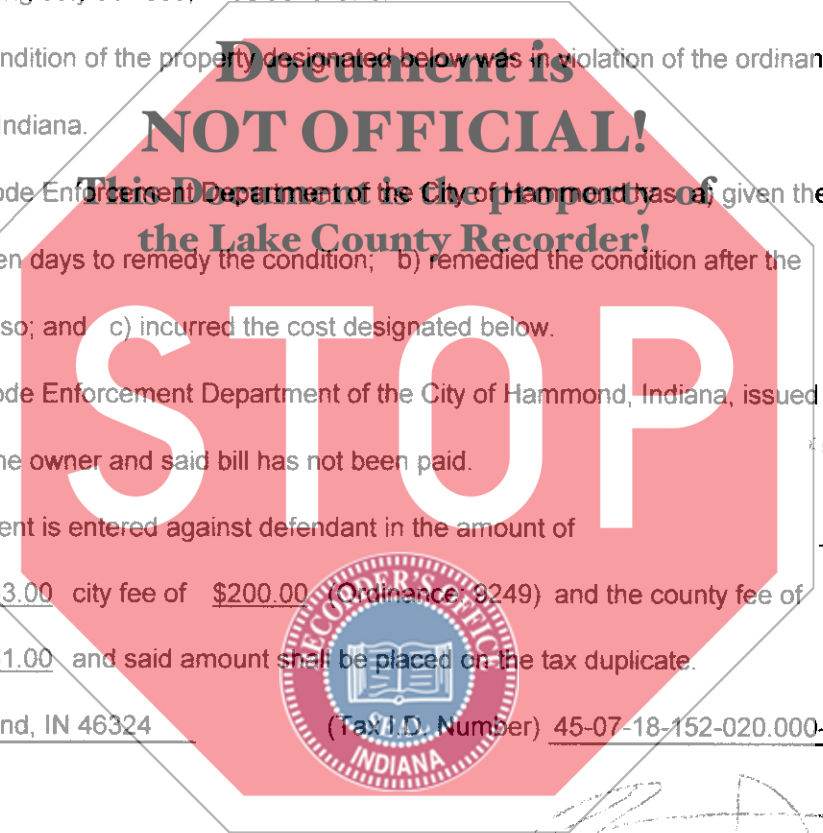 ndition of the property designated below was in violation of the ordinan
Document is
Indiana.
NOT OFFICIAL!
ode Enforcement Department of the City of Hammond has a) given the
This Document is the property of
the Lake County Recorder!
en days to remedy the condition; b) remedied the condition after the
so; and c) incurred the cost designated below.
STOP
ode Enforcement Department of the City of Hammond, Indiana, issued
ne owner and said bill has not been paid.
ent is entered against defendant in the amount of
3.00 city fee of $200.00 (Ordinance: 9249) and the county fee of
1.00 and said amount shall be placed on the tax duplicate.
nd, IN 46324 (Tax I.D. Number) 45-07-18-152-020.000-
RECORDER'S OFFICE
SEAL
INDIANA